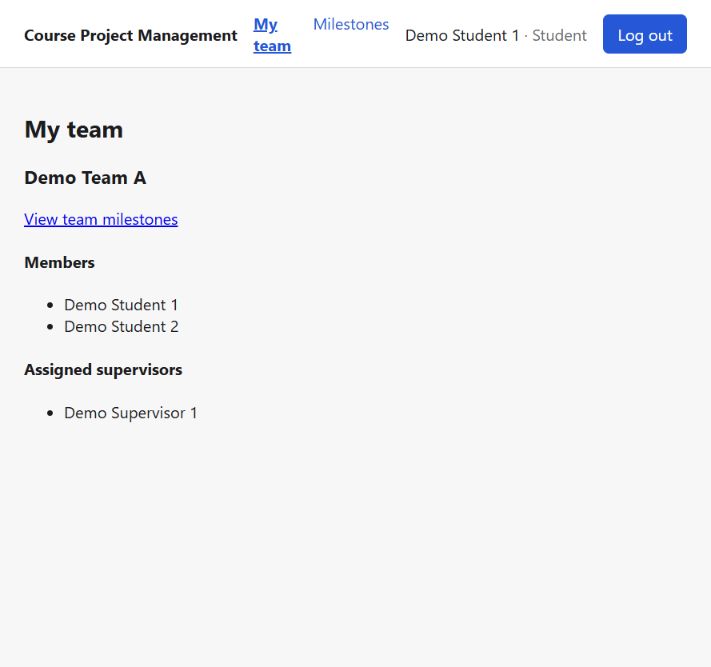 Course Project Management
My
team
Milestones
Demo Student 1 · Student
Log out
My team
Demo Team A
View team milestones
Members
Demo Student 1
Demo Student 2
Assigned supervisors
Demo Supervisor 1